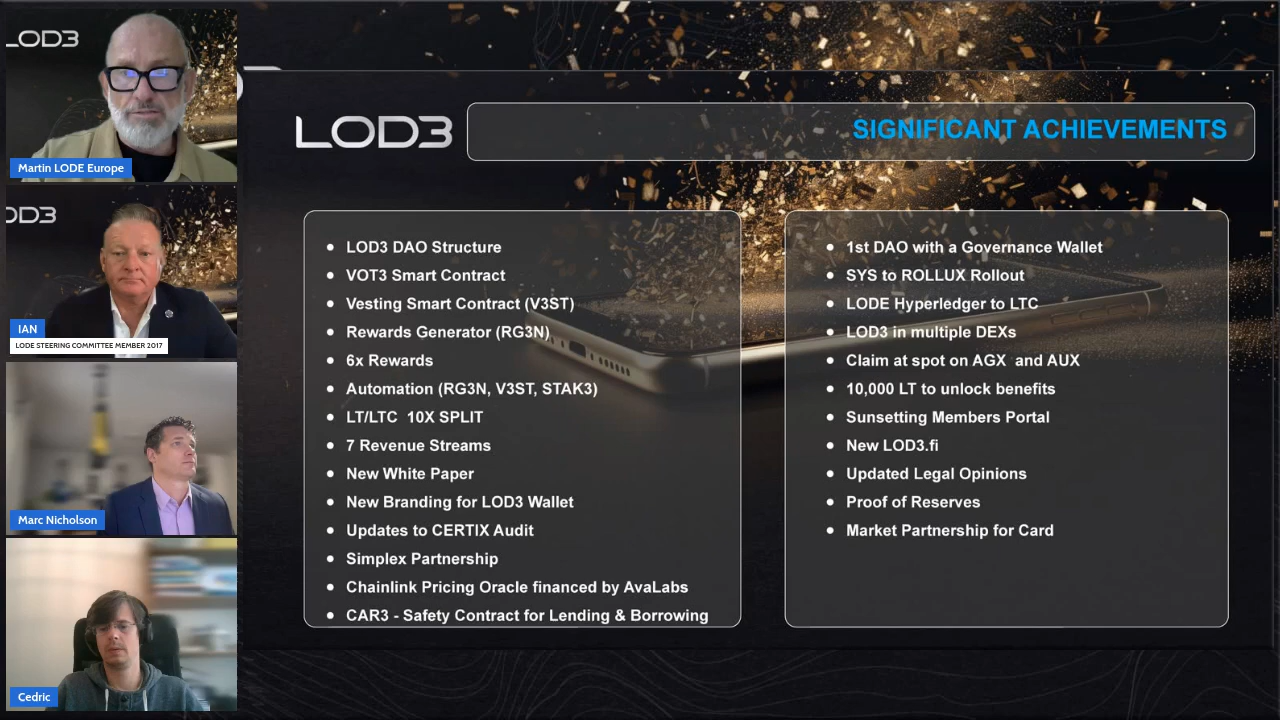 LOD3
Martin LODE Europe
OD3
IAN
LODE STEERING COMMITTEE MEMBER 2017
Marc Nicholson
Cedric
LOD3
SIGNIFICANT ACHIEVEMENTS
LOD3 DAO Structure
VOT3 Smart Contract
Vesting Smart Contract (V3ST)
Rewards Generator (RG3N)
6x Rewards
Automation (RG3N, V3ST, STAK3)
LT/LTC 10X SPLIT
7 Revenue Streams
New White Paper
New Branding for LOD3 Wallet
Updates to CERTIX Audit
Simplex Partnership
Chainlink Pricing Oracle financed by AvaLabs
CAR3 - Safety Contract for Lending & Borrowing
1st DAO with a Governance Wallet
SYS to ROLLUX Rollout
LODE Hyperledger to LTC
LOD3 in multiple DEXs
Claim at spot on AGX and AUX
10,000 LT to unlock benefits
Sunsetting Members Portal
New LOD3.fi
Updated Legal Opinions
Proof of Reserves
Market Partnership for Card